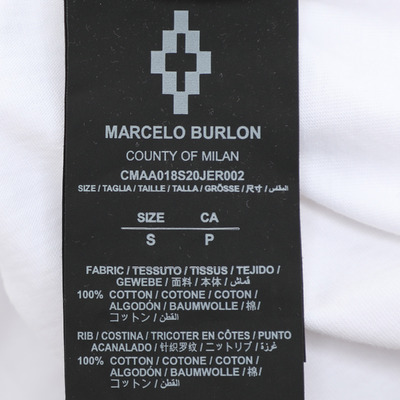 MARCELO BURLON
COUNTY OF MILAN
CMAA018S20JER002
SIZE / TAGLIA / TAILLE / TALLA / GRÖSSE / 尺寸 / المقاس
SIZE CA
S P
FABRIC / TESSUTO / TISSUS / TEJIDO /
GEWEBE / 面料 / 本体 / قماش
100% COTTON / COTONE / COTON /
ALGODÓN / BAUMWOLLE / 棉/
コットン / القطن
RIB / COSTINA / TRICOTER EN CÔTES / PUNTO
ACANALADO / 针织罗纹 / ニットリブ / غرزة
100% COTTON / COTONE / COTON /
ALGODÓN / BAUMWOLLE / 棉/
コットン / القطن